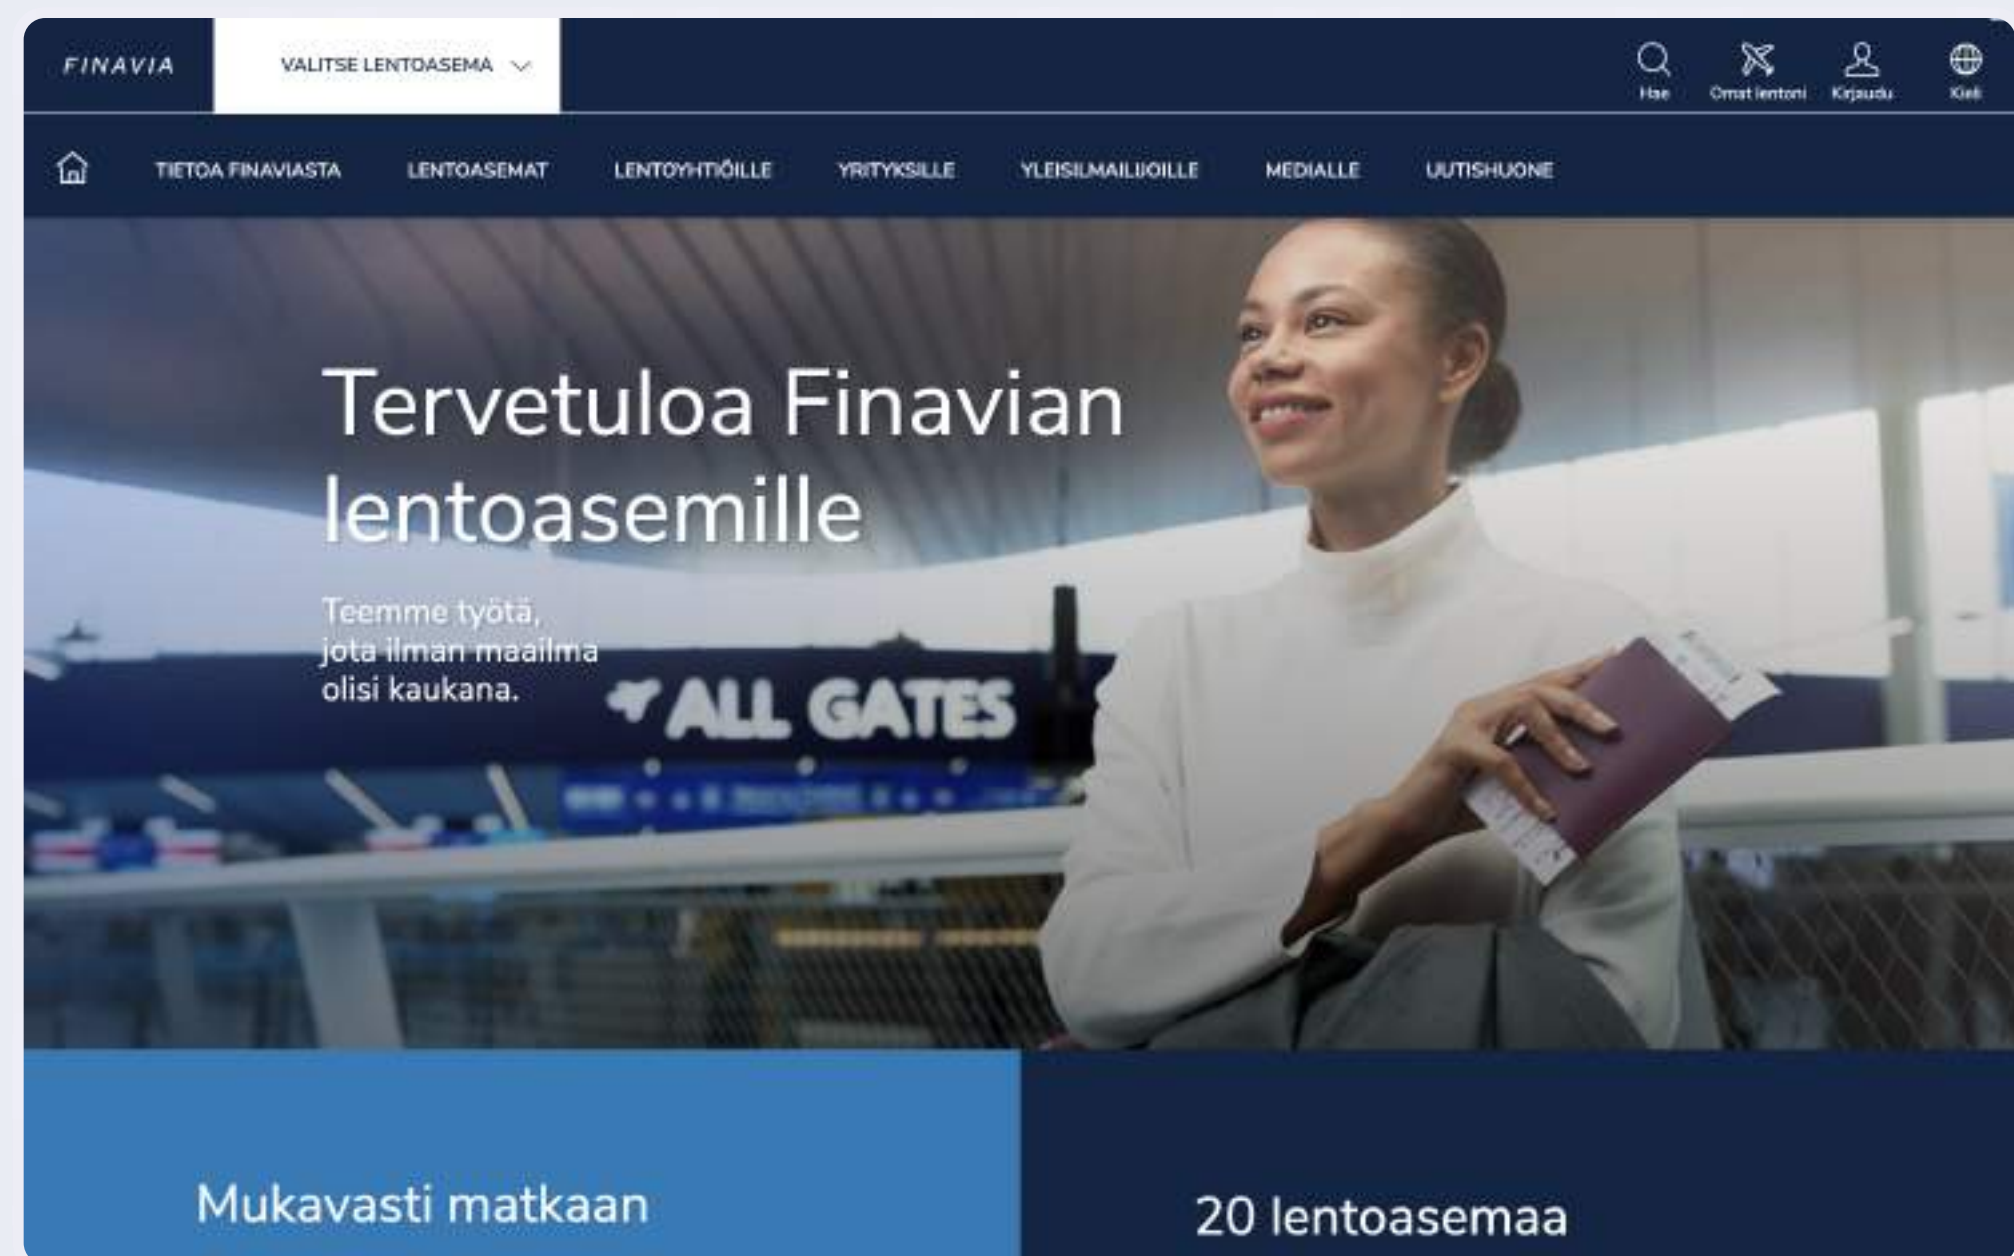 FINAVIA
VALITSE LENTOASEMA
Hae
Omat lentoni
Kirjaudu
Kieli
TIETOA FINAVIASTA
LENTOASEMAT
LENTOYHTIÖILLE
YRITYKSILLE
YLEISILMAILIJOILLE
MEDIALLE
UUTISHUONE
Tervetuloa Finavian
lentoasemille
Teemme työtä,
jota ilman maailma
olisi kaukana.
ALL GATES
Mukavasti matkaan
20 lentoasemaa